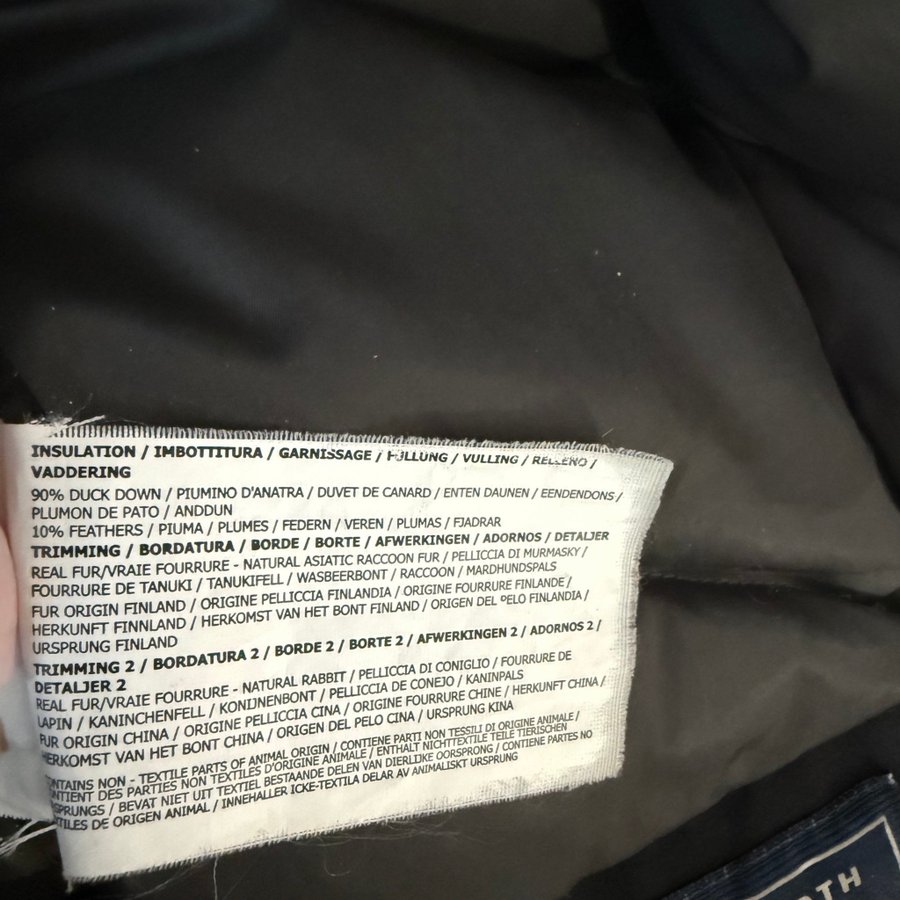 INSULATION / IMBOTTITURA / GARNISSAGE / FÜLLUNG / VULLING / RELLENO /
VADDERING
90% DUCK DOWN / PIUMINO D'ANATRA / DUVET DE CANARD / ENTEN DAUNEN / EENDENDONS /
PLUMON DE PATO / ANDDUN
10% FEATHERS / PIUMA / PLUMES / FEDERN / VEREN / PLUMAS / FJADRAR
TRIMMING / BORDATURA / BORDE / BORTE / AFWERKINGEN / ADORNOS / DETALJER
REAL FUR/VRAIE FOURRURE - NATURAL ASIATIC RACCOON FUR / PELLICCIA DI MURMASKY /
FOURRURE DE TANUKI / TANUKIFELL / WASBEERBONT / RACCOON / MARDHUNDSPALS
FUR ORIGIN FINLAND / ORIGINE PELLICCIA FINLANDIA / ORIGINE FOURRURE FINLANDE /
HERKUNFT FINNLAND / HERKOMST VAN HET BONT FINLAND / ORIGEN DEL PELO FINLANDIA /
URSPRUNG FINLAND
TRIMMING 2 / BORDATURA 2 / BORDE 2 / BORTE 2 / AFWERKINGEN 2 / ADORNOS 2 /
DETALJER 2
REAL FUR/VRAIE FOURRURE - NATURAL RABBIT / PELLICCIA DI CONIGLIO / FOURRURE DE
LAPIN / KANINCHENFELL / KONIJNENBONT / PELLICCIA DE CONEJO / KANINPALS
FUR ORIGIN CHINA / ORIGINE PELLICCIA CINA / ORIGINE FOURRURE CHINE / HERKUNFT CHINA /
HERKOMST VAN HET BONT CHINA / ORIGEN DEL PELO CINA / URSPRUNG KINA
ONTAINS NON - TEXTILE PARTS OF ANIMAL ORIGIN / CONTIENE PARTI NON TESSILI DI ORIGINE ANIMALE /
ONTIENT DES PARTIES NON TEXTILES D'ORIGINE ANIMALE / ENTHALT NICHTTEXTILE TEILE TIERISCHEN
SPRUNGS / BEVAT NIET UIT TEXTIEL BESTAANDE DELEN VAN DIERLIJKE OORSPRONG / CONTIENE PARTES NO
TILES DE ORIGEN ANIMAL / INNEHALLER ICKE-TEXTILA DELAR AV ANIMALISKT URSPRUNG
OTH